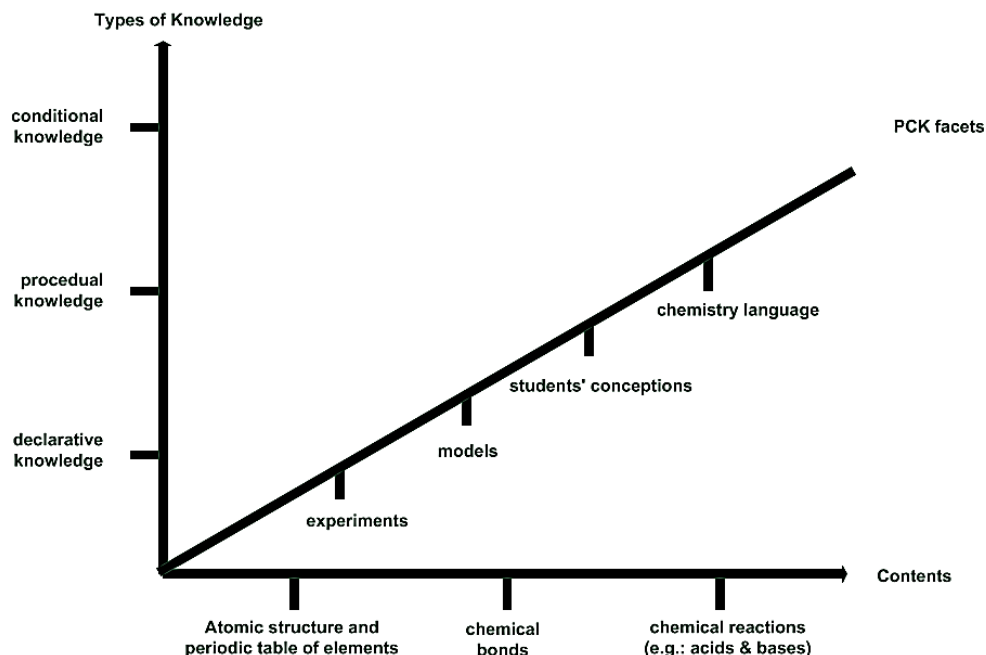 Types of Knowledge
conditional
knowledge
PCK facets
procedual
knowledge
chemistry language
students' conceptions
declarative
knowledge
models
experiments
Contents
Atomic structure and
periodic table of elements
chemical
bonds
chemical reactions
(e.g.: acids & bases)